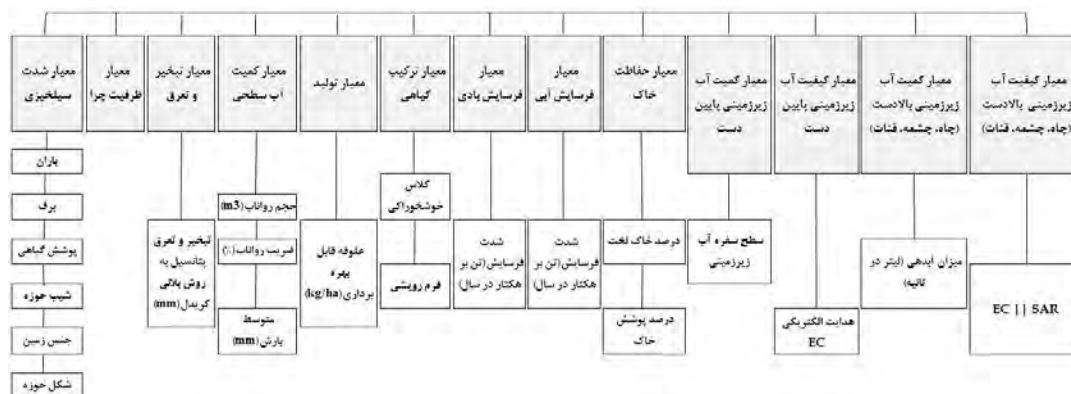 معیار کیفیت آب
زیرزمینی بالادست
(چاه، چشمه، قنات)
معیار کمیت آب
زیرزمینی بالادست
(چاه، چشمه، قنات)
معیار کیفیت آب
زیرزمینی پایین
دست
معیار کمیت آب
زیرزمینی پایین
دست
معیار حفاظت
خاک
معیار
فرسایش آبی
معیار
فرسایش بادی
معیار ترکیب
گیاهی
معیار تولید
معیار کمیت
آب سطحی
معیار تبخیر
و تعرق
معیار
ظرفیت چرا
معیار شدت
سیلخیزی
EC || SAR
میزان آبدهی (لیتر در
ثانیه)
هدایت الکتریکی
EC
سطح سفره آب
زیرزمینی
درصد خاک لخت
درصد پوشش
خاک
شدت
فرسایش(تن بر
هکتار در سال)
شدت
فرسایش(تن بر
هکتار در سال)
کلاس
خوشخوراکی
فرم رویشی
علوفه قابل
بهره
برداری(kg/ha)
حجم رواناب(m3)
ضریب رواناب(٪)
متوسط
بارش(mm)
تبخیر و تعرق
پتانسیل به
روش بلانی
کریدل(mm)
باران
برف
پوشش گیاهی
شیب حوزه
جنس زمین
شکل حوزه